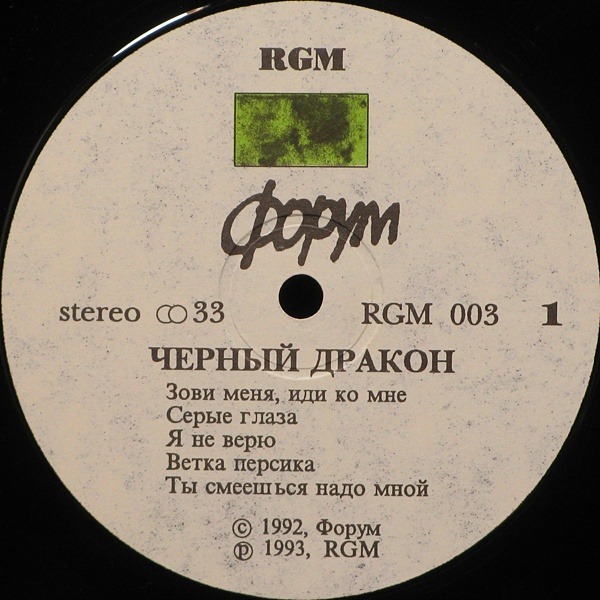 RGM
форум
stereo 33 RGM 003 1
ЧЕРНЫЙ ДРАКОН
Зови меня, иди ко мне
Серые глаза
Я не верю
Ветка персика
Ты смеешься надо мной
© 1992, Форум
℗ 1993, RGM